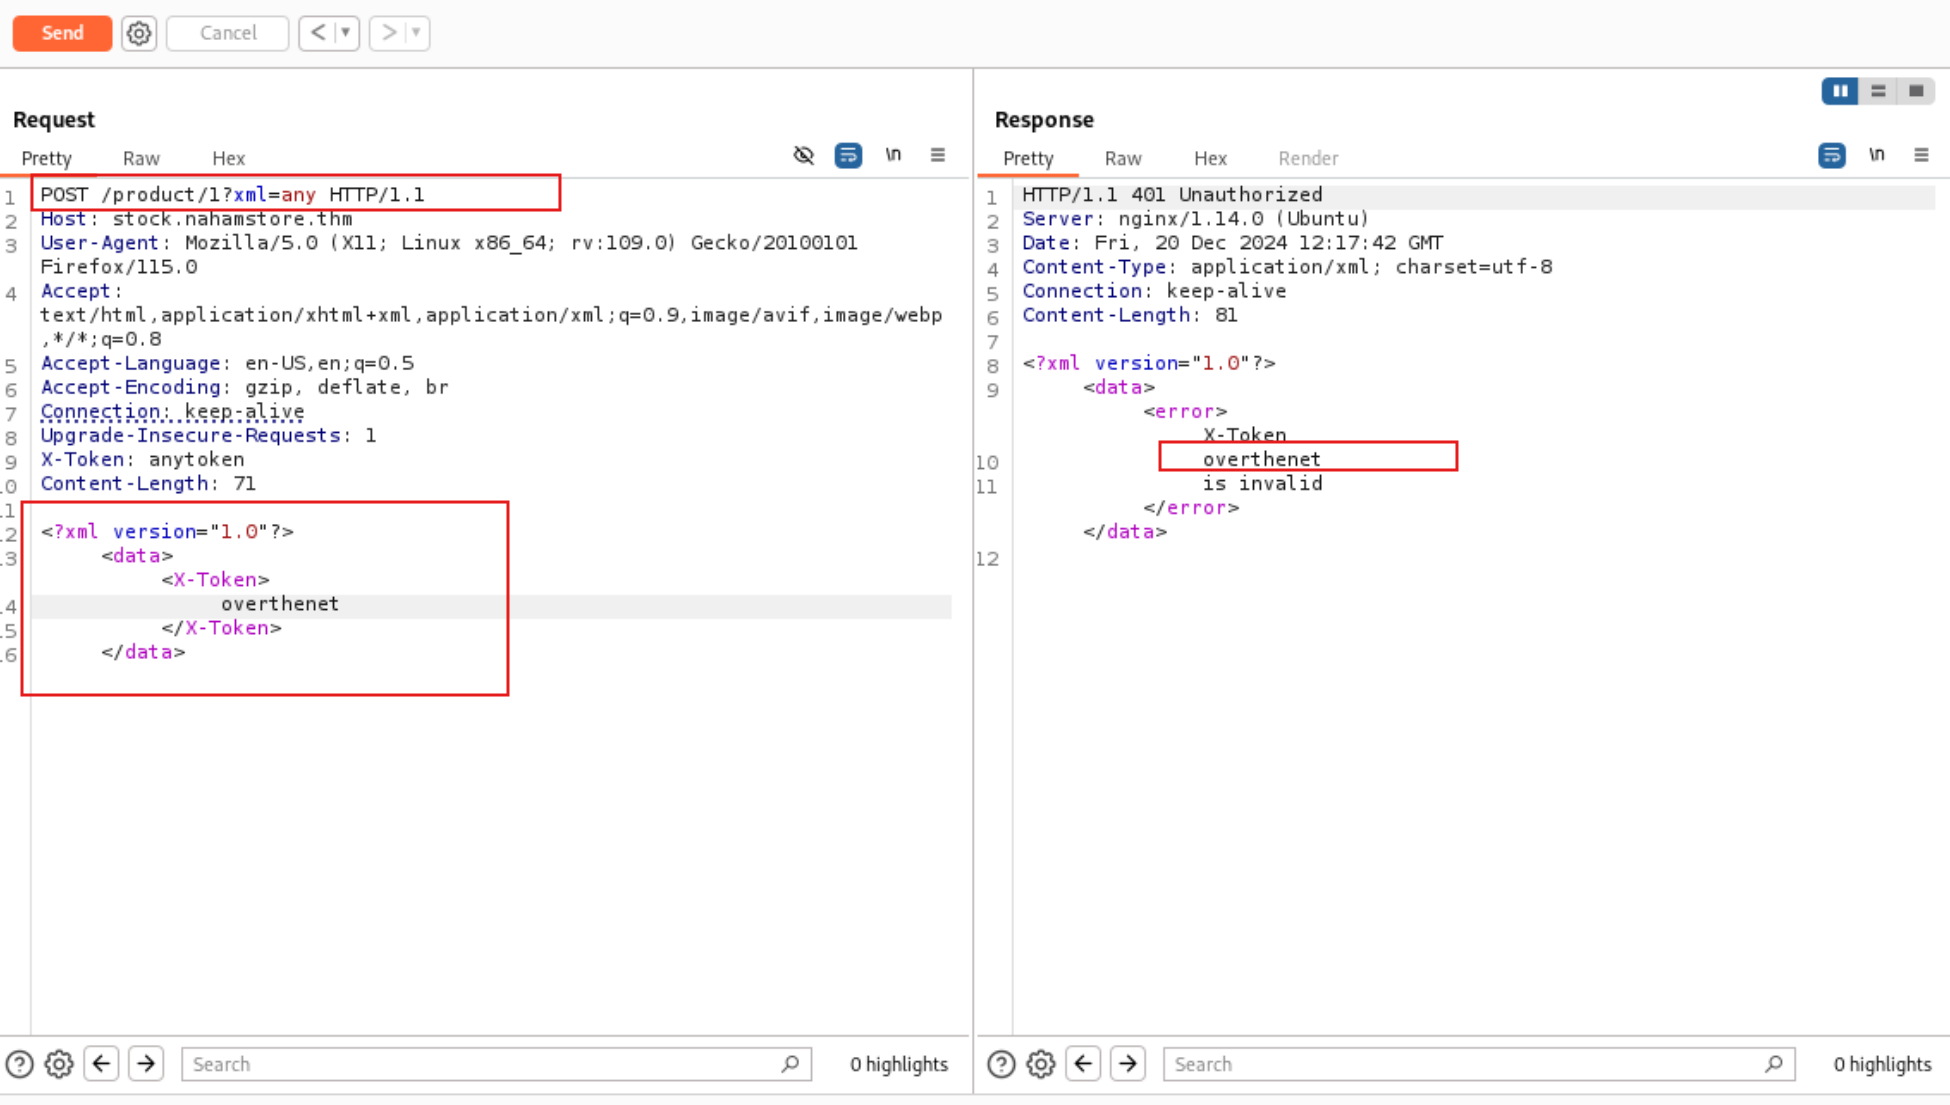 Send Cancel < ▼ > ▼
Request
Pretty Raw Hex \n
1 POST /product/1?xml=any HTTP/1.1
2 Host: stock.nahamstore.thm
3 User-Agent: Mozilla/5.0 (X11; Linux x86_64; rv:109.0) Gecko/20100101
Firefox/115.0
4 Accept:
text/html,application/xhtml+xml,application/xml;q=0.9,image/avif,image/webp
,*/*;q=0.8
5 Accept-Language: en-US,en;q=0.5
6 Accept-Encoding: gzip, deflate, br
7 Connection: keep-alive
8 Upgrade-Insecure-Requests: 1
9 X-Token: anytoken
.0 Content-Length: 71
.1
.2 <?xml version="1.0"?>
.3 <data>
<X-Token>
.4 overthenet
.5 </X-Token>
.6 </data>
? Search 0 highlights
Response
Pretty Raw Hex Render \n
1 HTTP/1.1 401 Unauthorized
2 Server: nginx/1.14.0 (Ubuntu)
3 Date: Fri, 20 Dec 2024 12:17:42 GMT
4 Content-Type: application/xml; charset=utf-8
5 Connection: keep-alive
6 Content-Length: 81
7
8 <?xml version="1.0"?>
9 <data>
<error>
X-Token
10 overthenet
11 is invalid
</error>
</data>
12
? Search 0 highlights